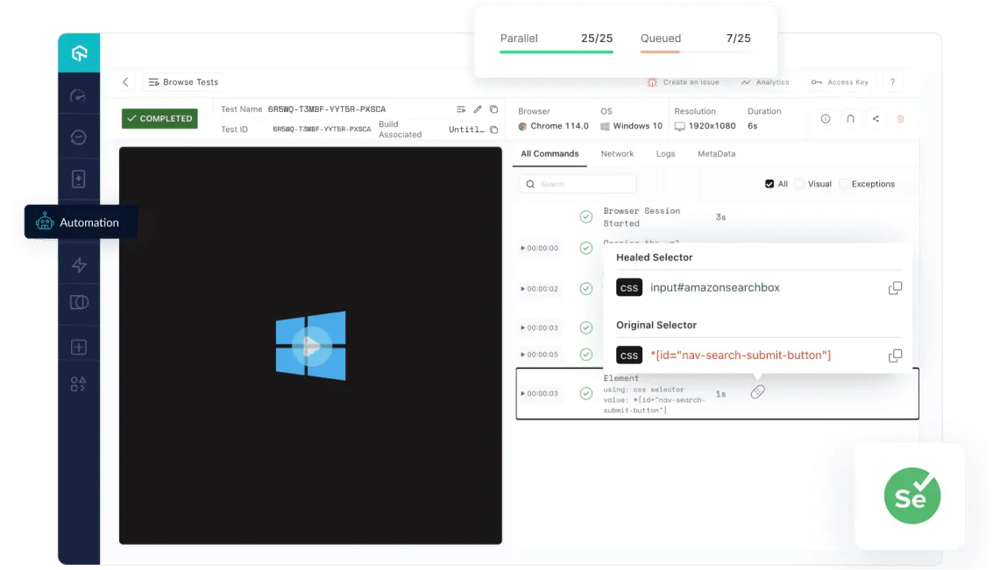 Parallel 25/25 Queued 7/25
Browse Tests
Create an issue Analytics Access Key ?
COMPLETED
Test Name 6R5WQ-T3MBF-YYT5R-PXSCA
Test ID 6R5WQ-T3MBF-YYT5R-PXSCA
Build
Associated
Untitl...
Browser OS Resolution Duration
Chrome 114.0 Windows 10 1920x1080 6s
All Commands Network Logs MetaData
Search
All Visual Exceptions
Automation
Browser Session
Started
3s
00:00:00
Opening the url
Healed Selector
00:00:02
css input#amazonsearchbox
00:00:03
Original Selector
00:00:05
css *[id="nav-search-submit-button"]
00:00:03
Element
using: css selector
value: *[id="nav-search-
submit-button"]
1s
Se